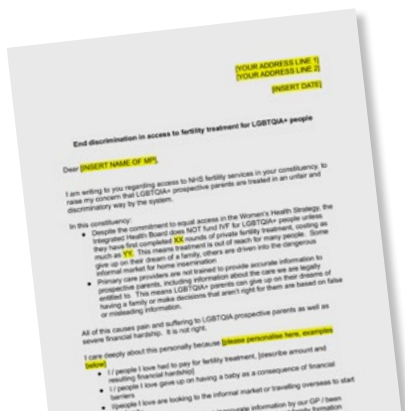 [YOUR ADDRESS LINE 1]
[YOUR ADDRESS LINE 2]
[INSERT DATE]
End discrimination in access to fertility treatment for LGBTQIA+ people
Dear [INSERT NAME OF MP],
I am writing to you regarding access to NHS fertility services in your constituency, to
raise my concern that LGBTQIA+ prospective parents are treated in an unfair and
discriminatory way by the system.
In this constituency:
• Despite the commitment to equal access in the Women's Health Strategy, the
Integrated Health Board does NOT fund IVF for LGBTQIA+ people unless
they have first completed XX rounds of private fertility treatment, costing as
much as YY. This means treatment is out of reach for many people. Some
give up on their dream of a family, others are driven into the dangerous
informal market for home insemination
• Primary care providers are not trained to provide accurate information to
prospective parents, including information about the care we are legally
entitled to. This means LGBTQIA+ parents can give up on their dreams of
having a family or make decisions that aren't right for them are based on false
or misleading information.
All of this causes pain and suffering to LGBTQIA prospective parents as well as
severe financial hardship. It is not right.
I care deeply about this personally because [please personalise here, examples
below]
• I / people I love had to pay for fertility treatment, [describe amount and
resulting financial hardship]
• I / people I love gave up on having a baby as a consequence of financial
barriers
• I/people I love are looking to the informal market or travelling overseas to start
accurate information by our GP / been